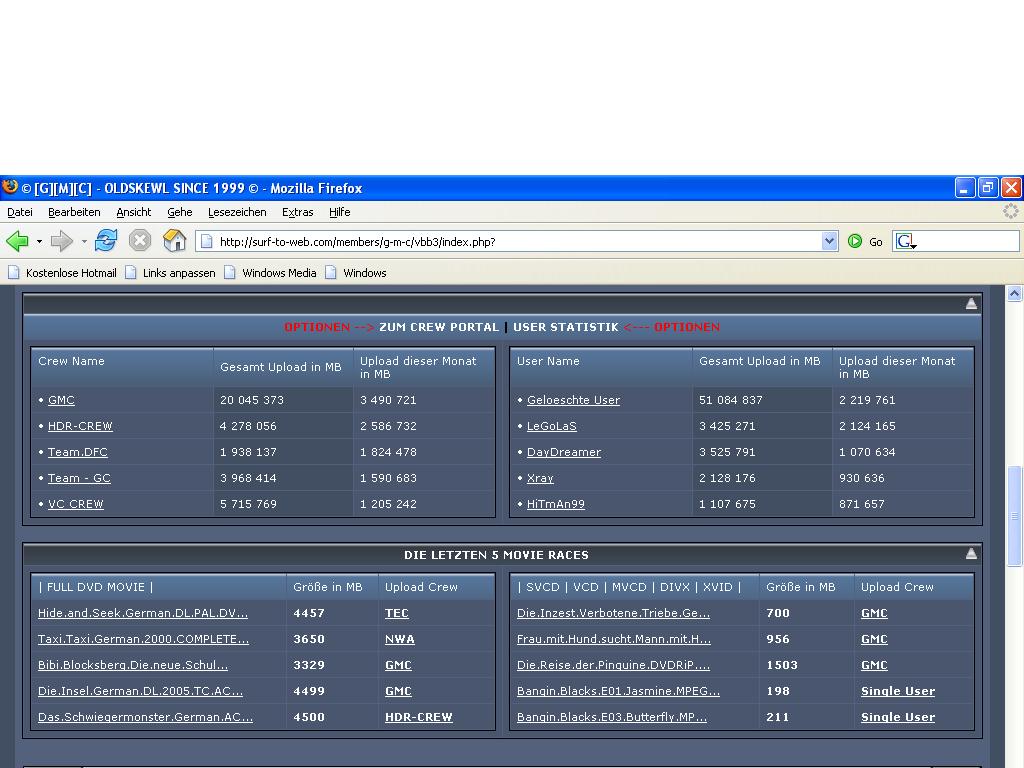 © [G][M][C] - OLDSKEWL SINCE 1999 © - Mozilla Firefox
Datei Bearbeiten Ansicht Gehe Lesezeichen Extras Hilfe
http://surf-to-web.com/members/g-m-c/vbb3/index.php? Go G
Kostenlose Hotmail Links anpassen Windows Media Windows
OPTIONEN --> ZUM CREW PORTAL | USER STATISTIK <--- OPTIONEN
Crew Name Gesamt Upload in MB Upload dieser Monat in MB
• GMC 20 045 373 3 490 721
• HDR-CREW 4 278 056 2 586 732
• Team.DFC 1 938 137 1 824 478
• Team - GC 3 968 414 1 590 683
• VC CREW 5 715 769 1 205 242
User Name Gesamt Upload in MB Upload dieser Monat in MB
• Geloeschte User 51 084 837 2 219 761
• LeGoLaS 3 425 271 2 124 165
• DayDreamer 3 525 791 1 070 634
• Xray 2 128 176 930 636
• HiTmAn99 1 107 675 871 657
DIE LETZTEN 5 MOVIE RACES
| FULL DVD MOVIE | Größe in MB Upload Crew
Hide.and.Seek.German.DL.PAL.DV... 4457 TEC
Taxi.Taxi.German.2000.COMPLETE... 3650 NWA
Bibi.Blocksberg.Die.neue.Schul... 3329 GMC
Die.Insel.German.DL.2005.TC.AC... 4499 GMC
Das.Schwiegermonster.German.AC... 4500 HDR-CREW
| SVCD | VCD | MVCD | DIVX | XVID | Größe in MB Upload Crew
Die.Inzest.Verbotene.Triebe.Ge... 700 GMC
Frau.mit.Hund.sucht.Mann.mit.H... 956 GMC
Die.Reise.der.Pinguine.DVDRiP.... 1503 GMC
Bangin.Blacks.E01.Jasmine.MPEG... 198 Single User
Bangin.Blacks.E03.Butterfly.MP... 211 Single User